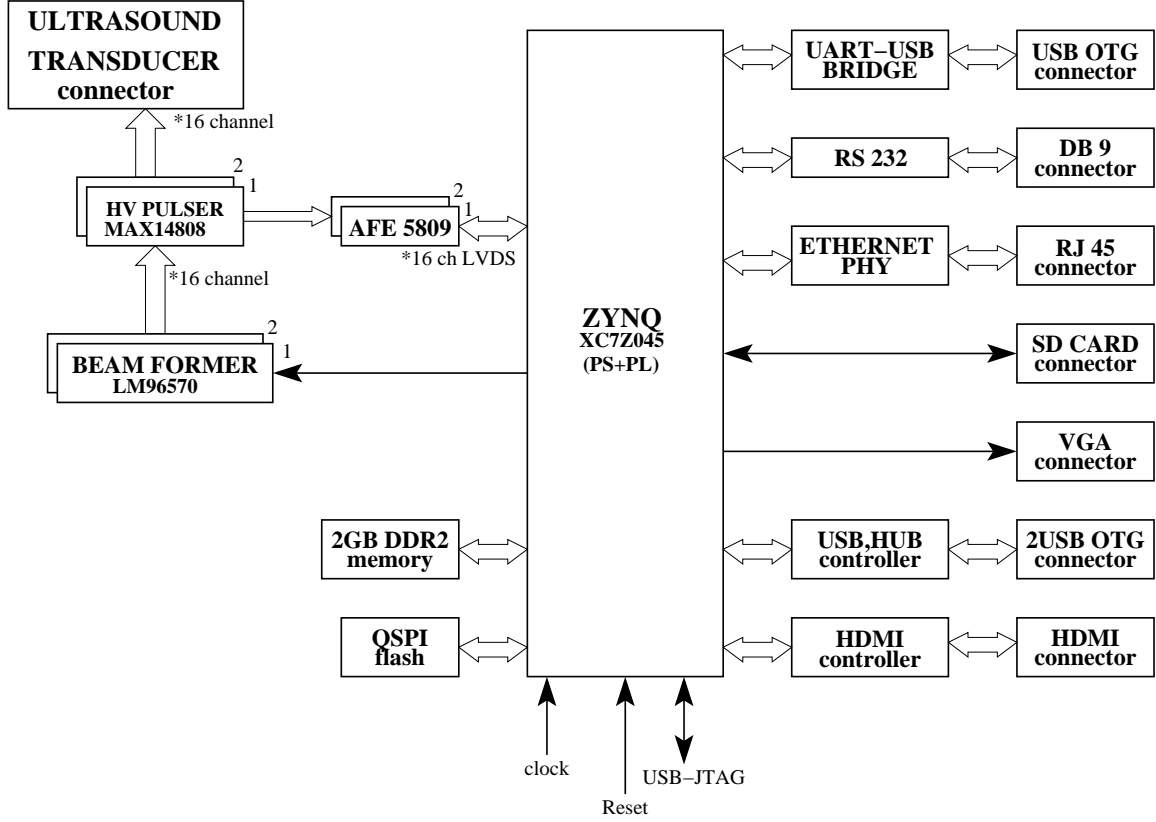 ULTRASOUND
TRANSDUCER
connector
*16 channel
2
1
HV PULSER
MAX14808
2
1
AFE 5809
*16 ch LVDS
*16 channel
2
1
BEAM FORMER
LM96570
2GB DDR2
memory
QSPI
flash
ZYNQ
XC7Z045
(PS+PL)
clock
Reset
USB−JTAG
UART−USB
BRIDGE
USB OTG
connector
RS 232
DB 9
connector
ETHERNET
PHY
RJ 45
connector
SD CARD
connector
VGA
connector
USB,HUB
controller
2USB OTG
connector
HDMI
controller
HDMI
connector